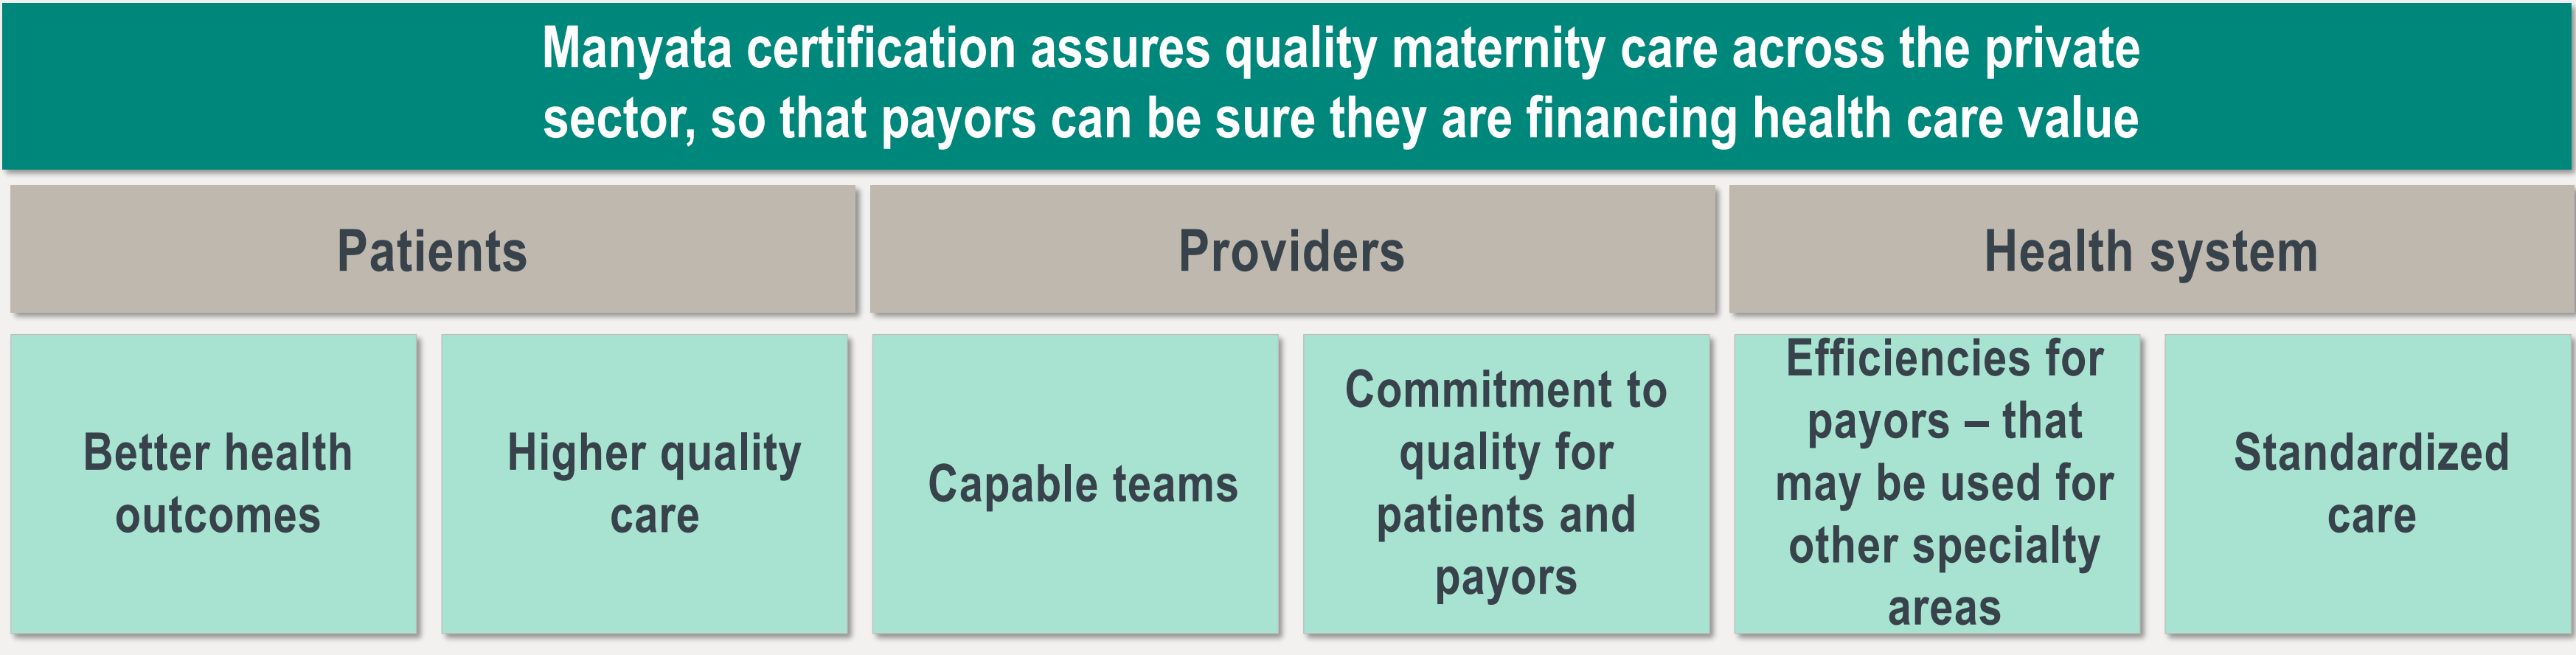 Manyata certification assures quality maternity care across the private
sector, so that payors can be sure they are financing health care value
Patients
Providers
Health system
Better health
outcomes
Higher quality
care
Capable teams
Commitment to
quality for
patients and
payors
Efficiencies for
payors – that
may be used for
other specialty
areas
Standardized
care